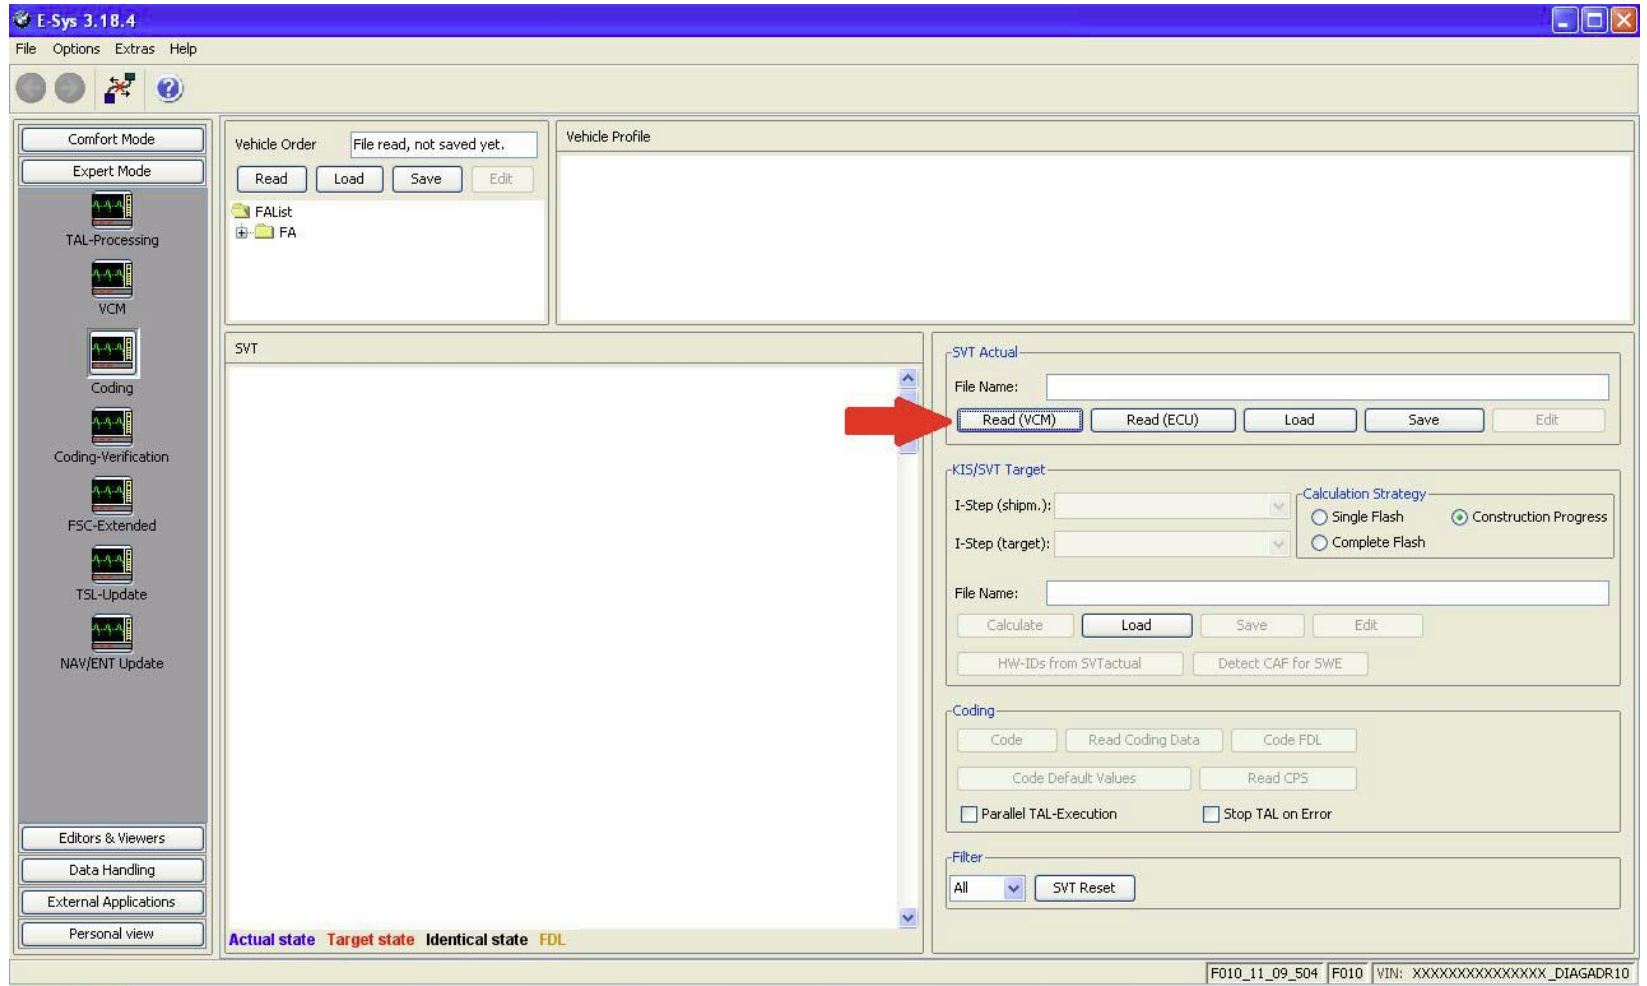 E-Sys 3.18.4
File Options Extras Help
Comfort Mode
Expert Mode
TAL-Processing
VCM
Coding
Coding-Verification
FSC-Extended
TSL-Update
NAV/ENT Update
Editors & Viewers
Data Handling
External Applications
Personal view
Vehicle Order File read, not saved yet.
Read Load Save Edit
FAList
FA
Vehicle Profile
SVT
Actual state Target state Identical state FDL
SVT Actual
File Name:
Read (VCM) Read (ECU) Load Save Edit
KIS/SVT Target
I-Step (shipm.):
I-Step (target):
Calculation Strategy
Single Flash Construction Progress
Complete Flash
File Name:
Calculate Load Save Edit
HW-IDs from SVTactual Detect CAF for SWE
Coding
Code Read Coding Data Code FDL
Code Default Values Read CPS
Parallel TAL-Execution Stop TAL on Error
Filter
All SVT Reset
F010_11_09_504 F010 VIN: XXXXXXXXXXXXXXX_DIAGADR10